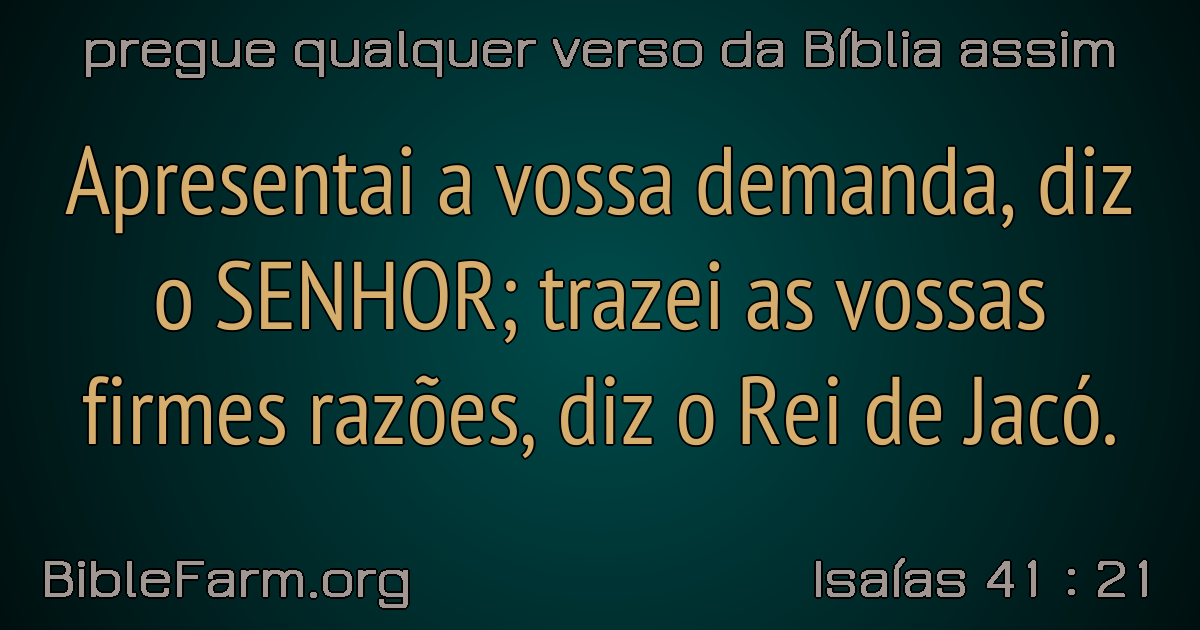 pregue qualquer verso da Bíblia assim
Apresentai a vossa demanda, diz
o SENHOR; trazei as vossas
firmes razões, diz o Rei de Jacó.
BibleFarm.org
Isaías 41 : 21